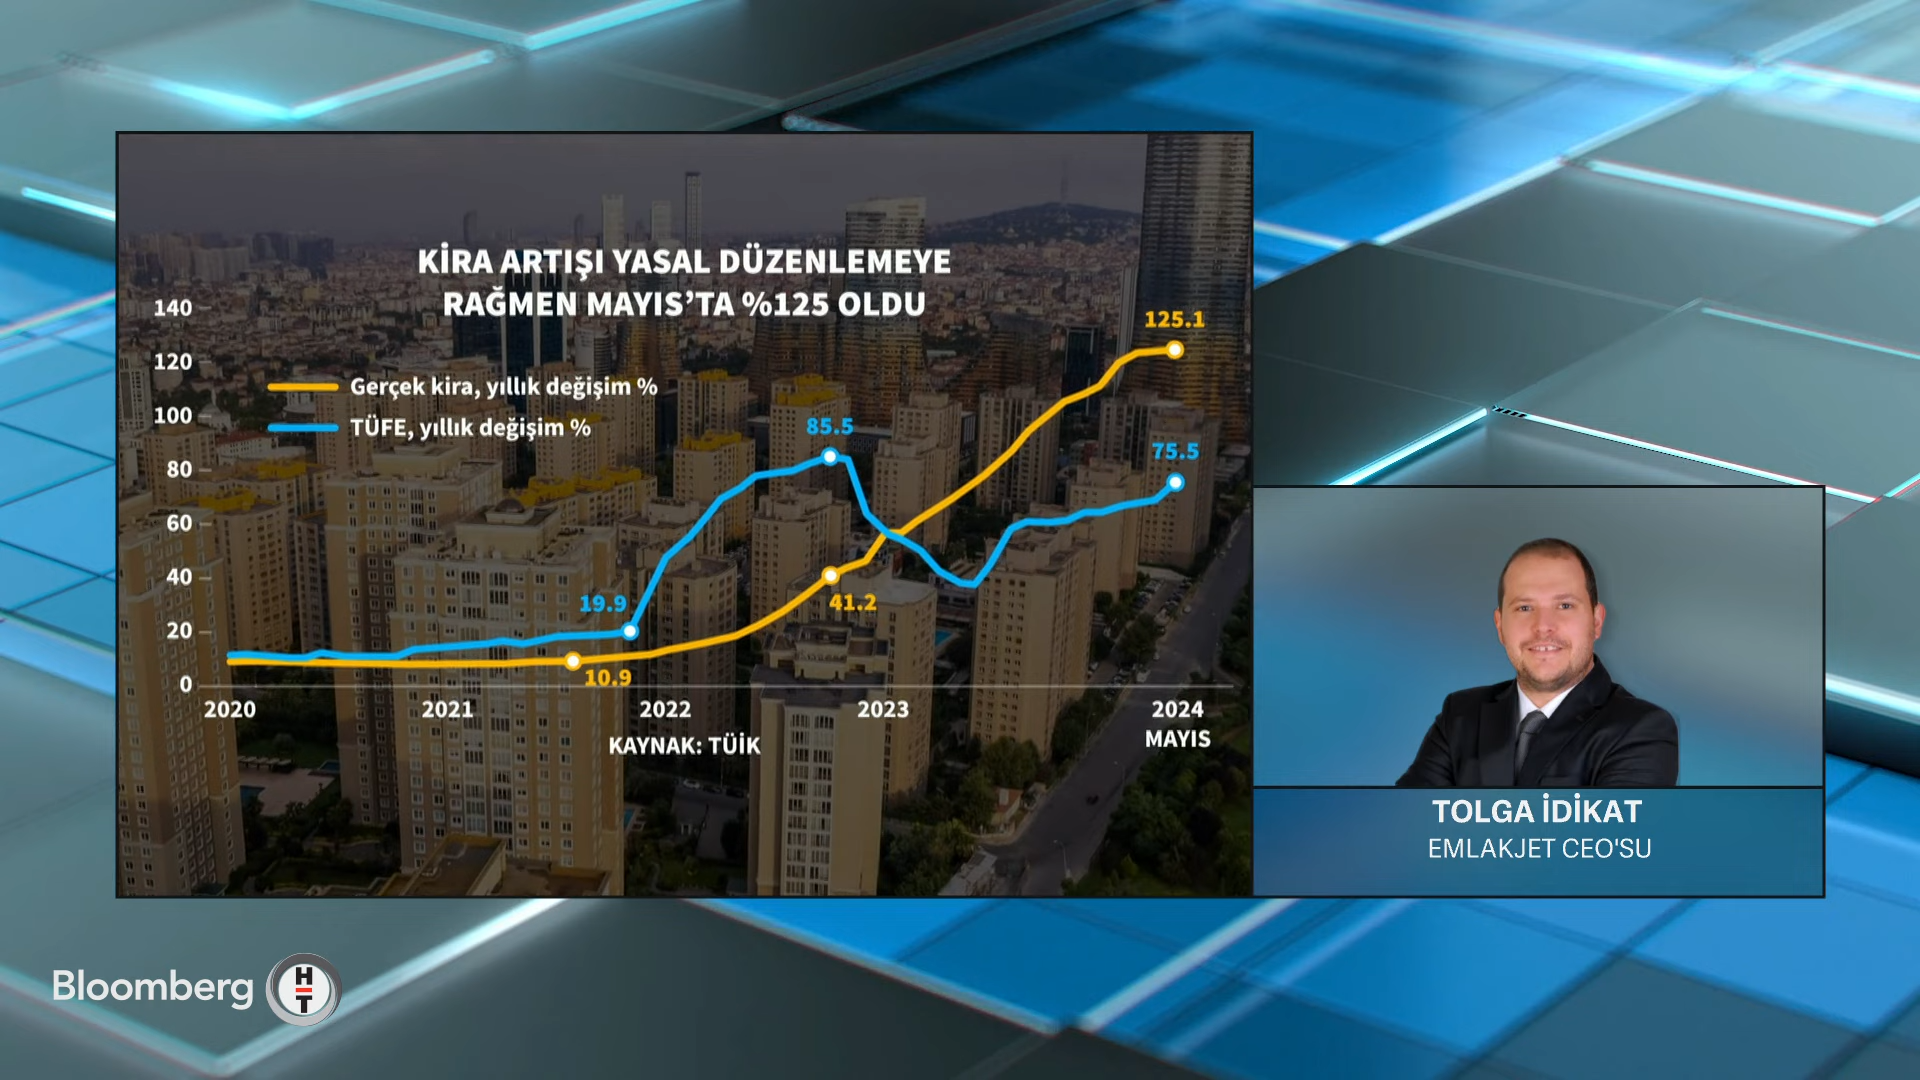 KİRA ARTIŞI YASAL DÜZENLEMEYE
RAĞMEN MAYIS'TA %125 OLDU
140
120
100
80
60
40
20
0
Gerçek kira, yıllık değişim %
TÜFE, yıllık değişim %
125.1
85.5
75.5
19.9
41.2
10.9
2020 2021 2022 2023 2024
MAYIS
KAYNAK: TÜİK
TOLGA İDİKAT
EMLAKJET CEO'SU
Bloomberg HT